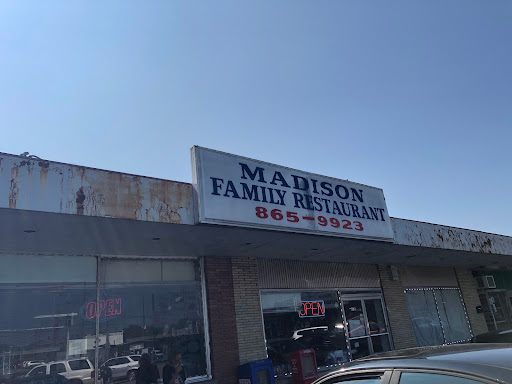 MADISON
FAMILY RESTAURANT
865-9923
OPEN
OPEN